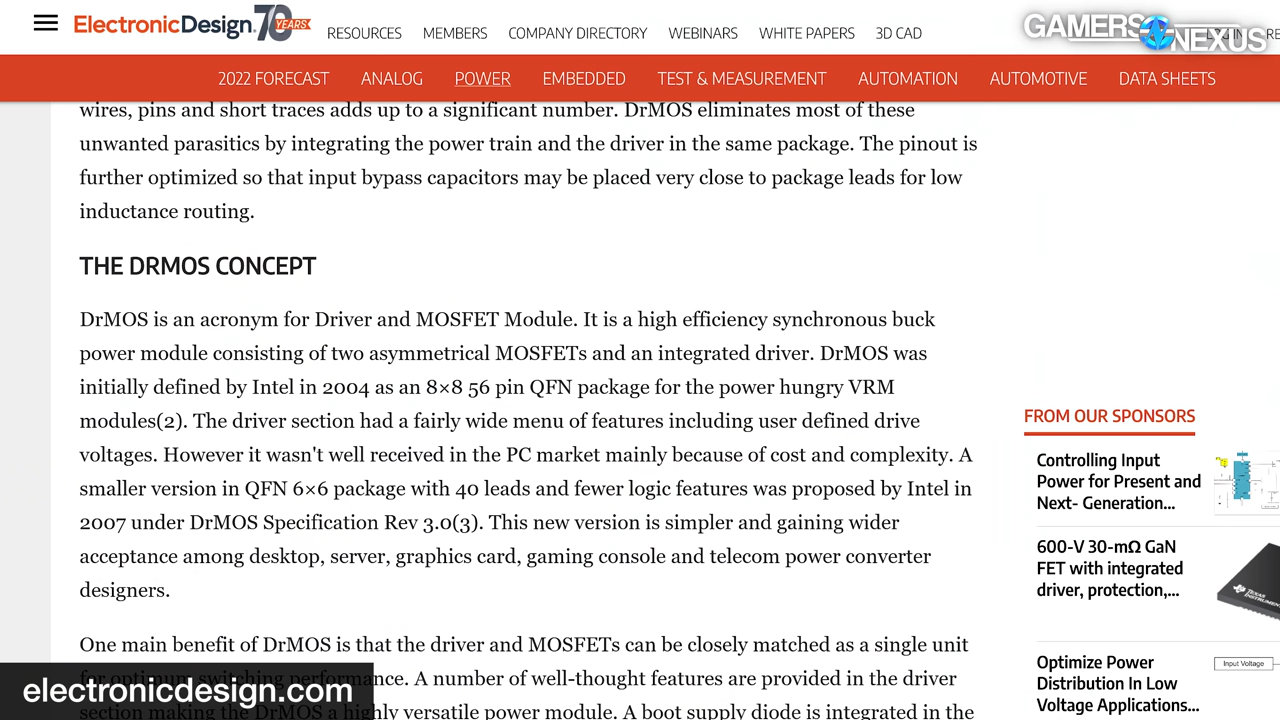 ElectronicDesign. 70 YEARS
RESOURCES MEMBERS COMPANY DIRECTORY WEBINARS WHITE PAPERS 3D CAD
GAMERS NEXUS
2022 FORECAST ANALOG POWER EMBEDDED TEST & MEASUREMENT AUTOMATION AUTOMOTIVE DATA SHEETS
wires, pins and short traces adds up to a significant number. DrMOS eliminates most of these
unwanted parasitics by integrating the power train and the driver in the same package. The pinout is
further optimized so that input bypass capacitors may be placed very close to package leads for low
inductance routing.
THE DRMOS CONCEPT
DrMOS is an acronym for Driver and MOSFET Module. It is a high efficiency synchronous buck
power module consisting of two asymmetrical MOSFETs and an integrated driver. DrMOS was
initially defined by Intel in 2004 as an 8×8 56 pin QFN package for the power hungry VRM
modules(2). The driver section had a fairly wide menu of features including user defined drive
voltages. However it wasn't well received in the PC market mainly because of cost and complexity. A
smaller version in QFN 6×6 package with 40 leads and fewer logic features was proposed by Intel in
2007 under DrMOS Specification Rev 3.0(3). This new version is simpler and gaining wider
acceptance among desktop, server, graphics card, gaming console and telecom power converter
designers.
One main benefit of DrMOS is that the driver and MOSFETs can be closely matched as a single unit
for optimum switching performance. A number of well-thought features are provided in the driver
section making the DrMOS a highly versatile power module. A boot supply diode is integrated in the
FROM OUR SPONSORS
Controlling Input
Power for Present and
Next- Generation...
600-V 30-mΩ GaN
FET with integrated
driver, protection,...
TEXAS INSTRUMENTS
Optimize Power
Distribution In Low
Voltage Applications...
Input Voltage
electronicdesign.com